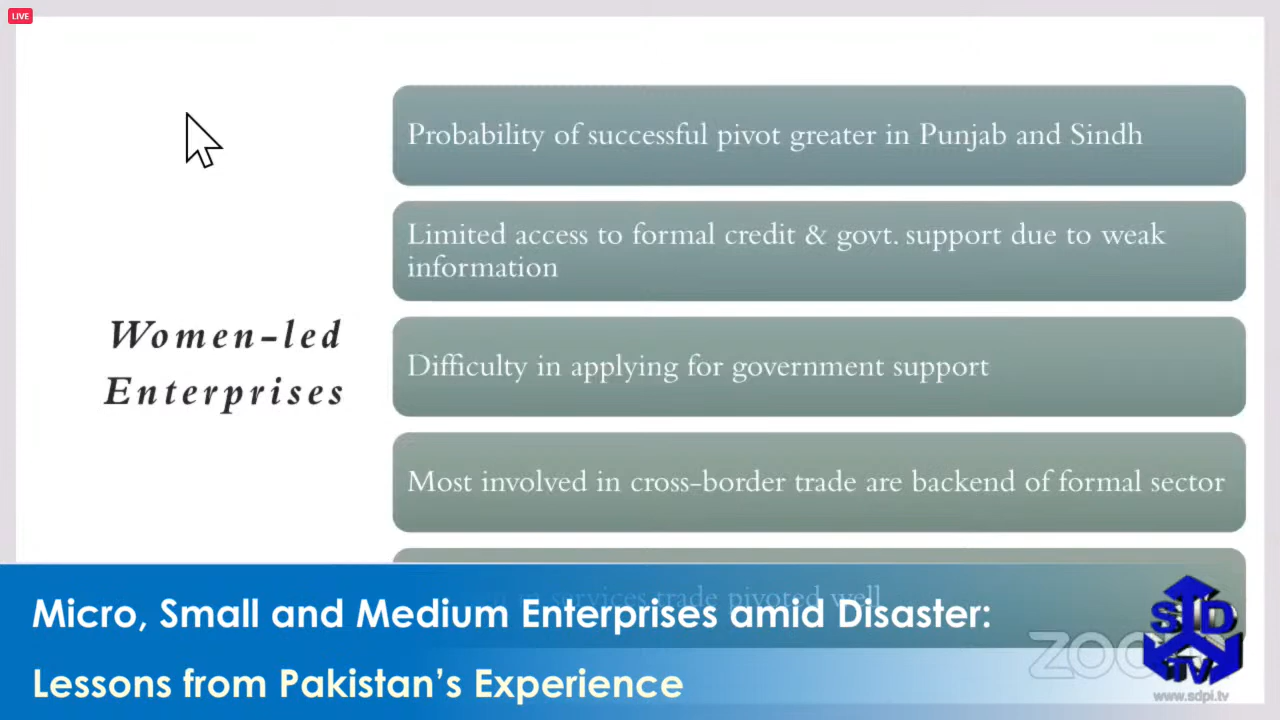 LIVE
Probability of successful pivot greater in Punjab and Sindh
Limited access to formal credit & govt. support due to weak
information
Difficulty in applying for government support
Women-led
Enterprises
Most involved in cross-border trade are backend of formal sector
in services trade pivoted well
Micro, Small and Medium Enterprises amid Disaster:
Lessons from Pakistan's Experience
SD
TV
www.sdpi.tv